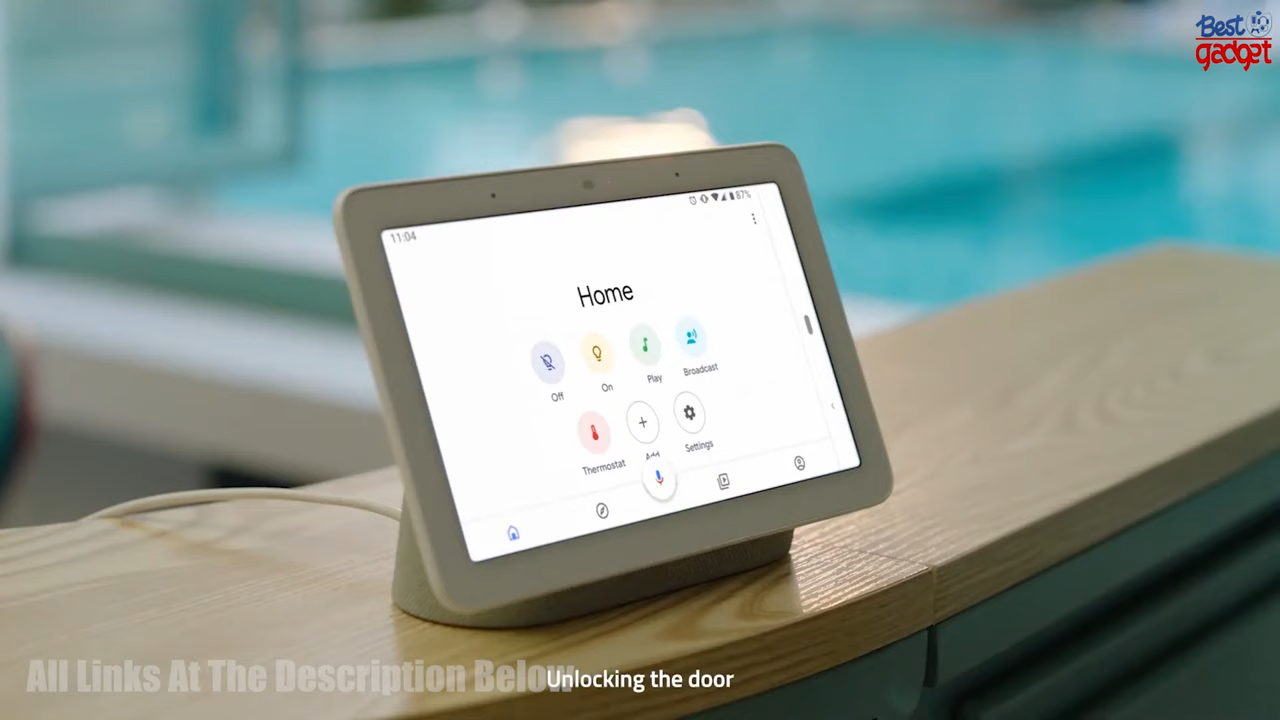 Best
gadget
87%
11:04
Home
Off
On
Play
Broadcast
Thermostat
Add
Settings
All Links At The Description Below
Unlocking the door